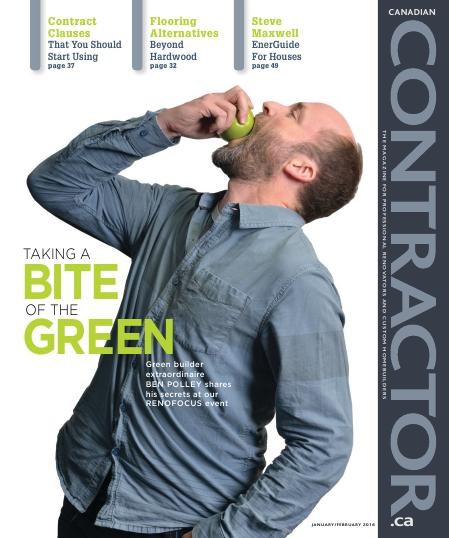 Contract
Clauses
That You Should
Start Using
page 37
Flooring
Alternatives
Beyond
Hardwood
page 32
Steve
Maxwell
EnerGuide
For Houses
page 49
CANADIAN
CONTRACTOR
.ca
THE MAGAZINE FOR PROFESSIONAL RENOVATORS AND CUSTOM HOMEBUILDERS
TAKING A
BITE
OF THE
GREEN
Green builder
extraordinaire
BEN POLLEY shares
his secrets at our
RENOFOCUS event
JANUARY/FEBRUARY 2016